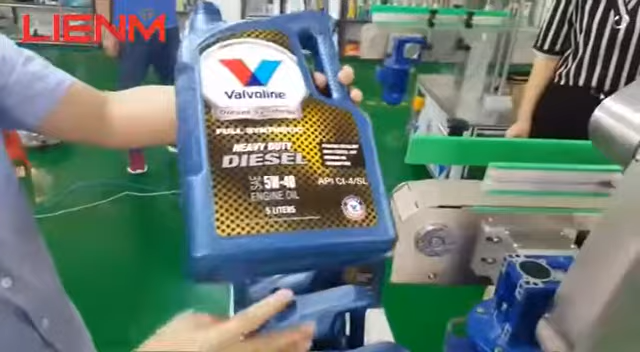 LIENM
Valvoline
FULL SYNTHETIC
HEAVY DUTY
DIESEL
SAE 5W-40
API CI-4/SL
ENGINE OIL
5 LITERS